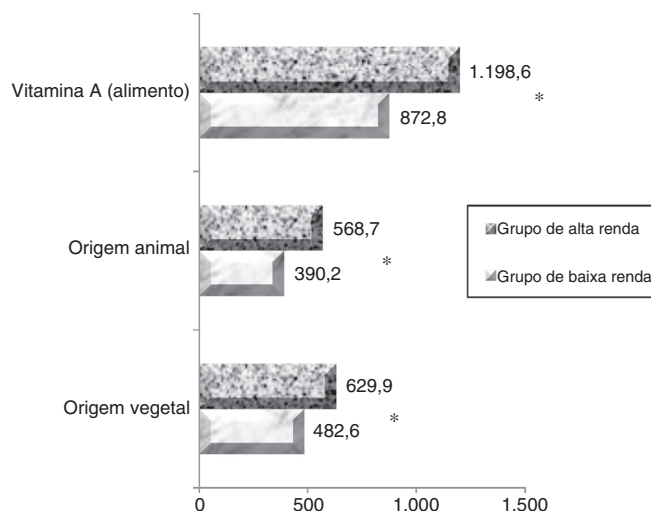 Vitamina A (alimento)
1.198,6
*
872,8
Origem animal
568,7
*
390,2
Origem vegetal
629,9
*
482,6
Grupo de alta renda
Grupo de baixa renda
0 500 1.000 1.500